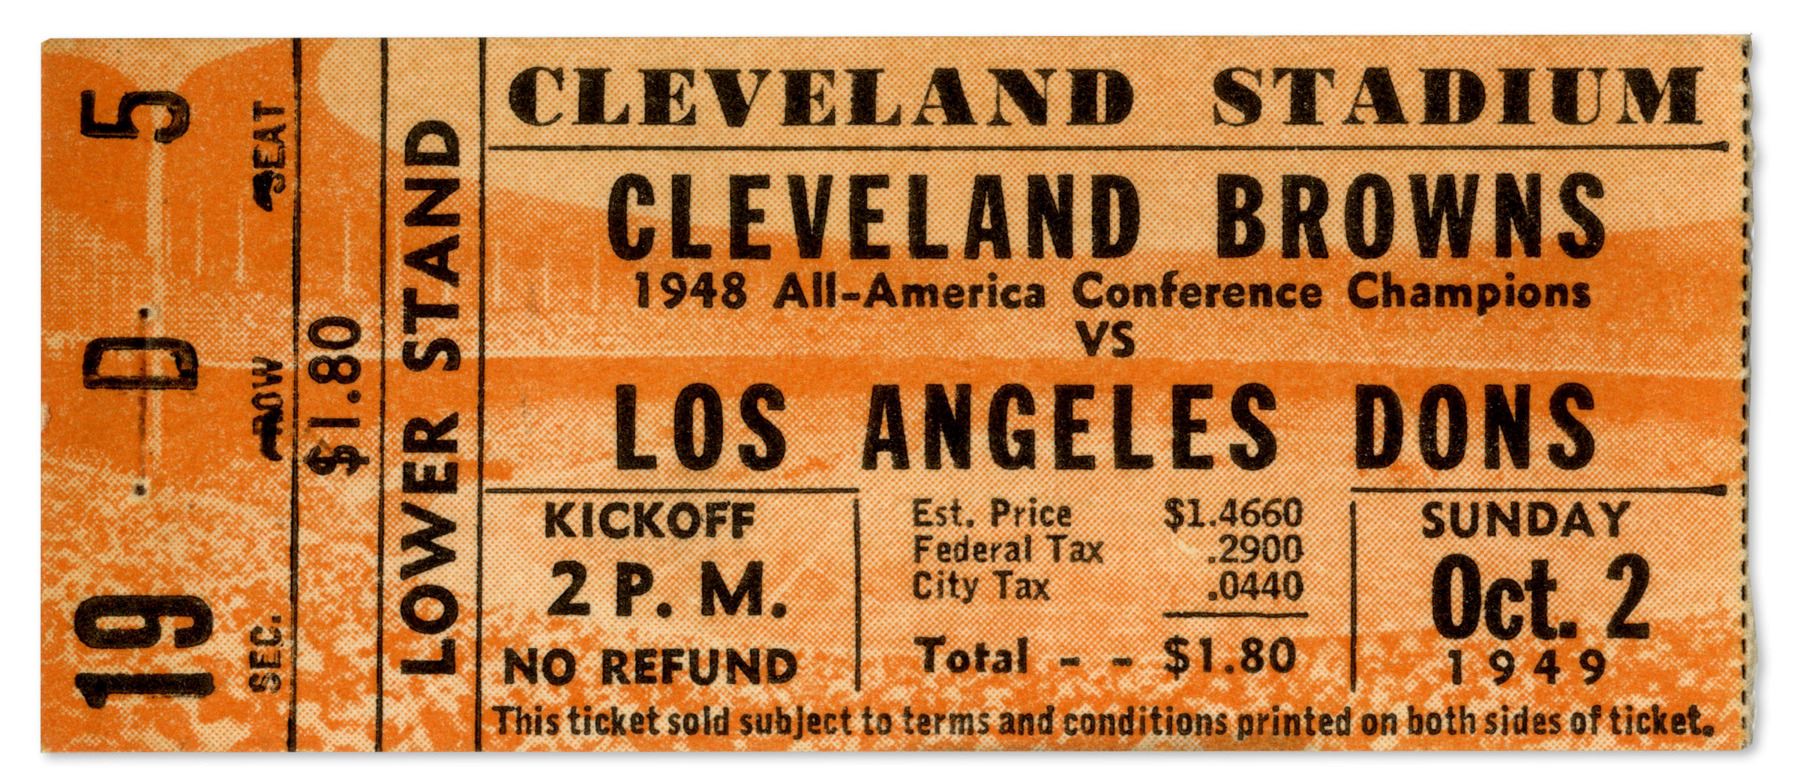 19 D 5
SEC. ROW SEAT
$1.80
LOWER STAND
CLEVELAND STADIUM
CLEVELAND BROWNS
1948 All-America Conference Champions
VS
LOS ANGELES DONS
KICKOFF
2 P. M.
NO REFUND
Est. Price $1.4660
Federal Tax .2900
City Tax .0440
Total - - $1.80
SUNDAY
Oct. 2
1949
This ticket sold subject to terms and conditions printed on both sides of ticket.